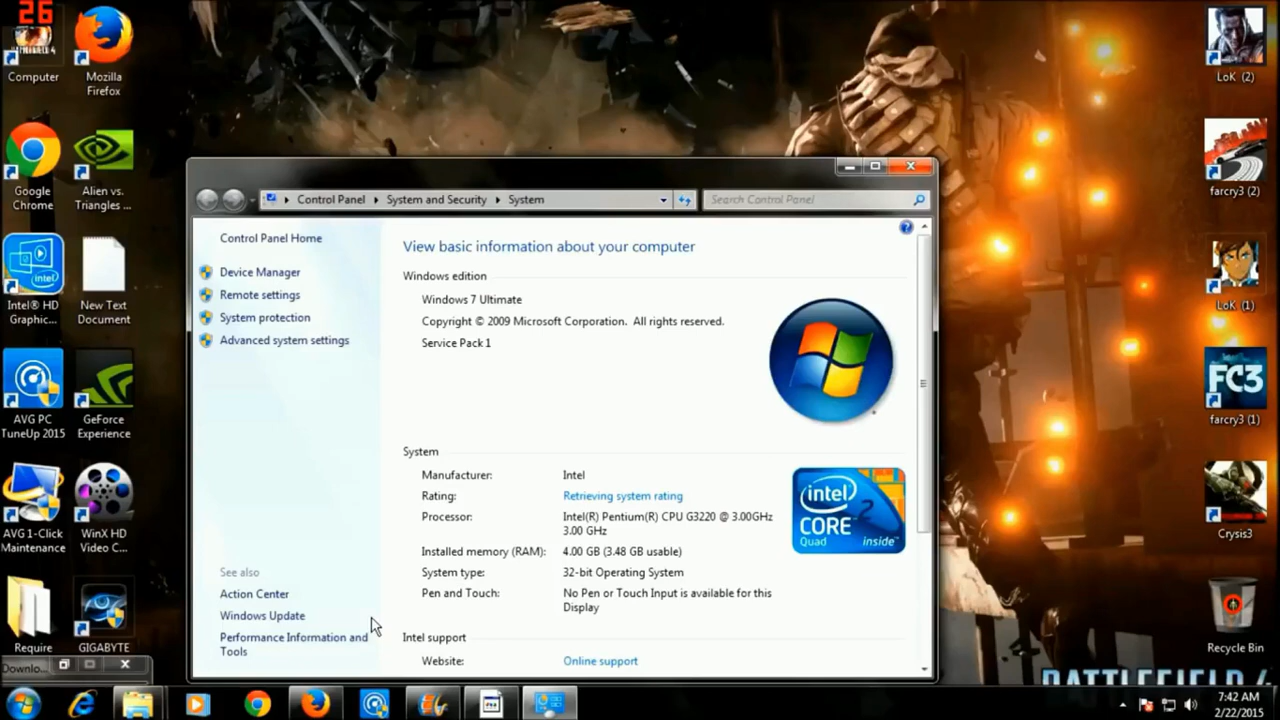 26
Computer
Mozilla
Firefox
LoK (2)
Google
Chrome
Alien vs.
Triangles ...
farcry3 (2)
Control Panel
System and Security
System
Search Control Panel
Control Panel Home
Device Manager
Remote settings
System protection
Advanced system settings
View basic information about your computer
Windows edition
Windows 7 Ultimate
Copyright © 2009 Microsoft Corporation. All rights reserved.
Service Pack 1
intel
Intel® HD
Graphic...
New Text
Document
LoK (1)
AVG PC
TuneUp 2015
GeForce
Experience
FC3
farcry3 (1)
System
Manufacturer: Intel
Rating: Retrieving system rating
Processor: Intel(R) Pentium(R) CPU G3220 @ 3.00GHz
3.00 GHz
Installed memory (RAM): 4.00 GB (3.48 GB usable)
System type: 32-bit Operating System
Pen and Touch: No Pen or Touch Input is available for this
Display
intel
CORE 2
Quad inside™
AVG 1-Click
Maintenance
WinX HD
Video C...
Crysis3
See also
Action Center
Windows Update
Performance Information and
Tools
Intel support
Website: Online support
Require
GIGABYTE
Recycle Bin
Downlo...
BATTLEFIELD 4
7:42 AM
2/22/2015